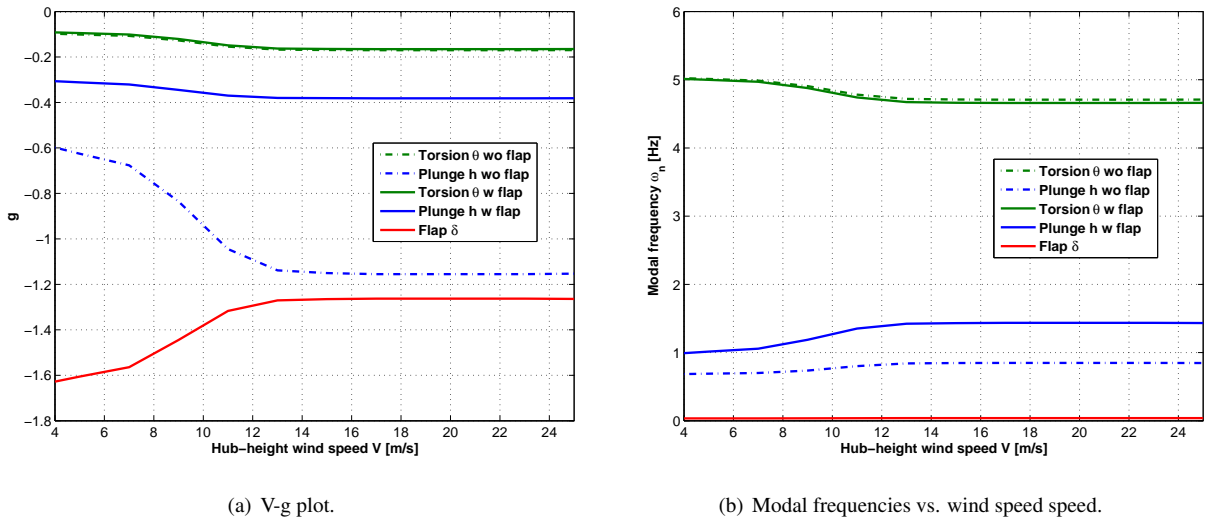 0
−0.2
−0.4
−0.6
−0.8
−1
−1.2
−1.4
−1.6
−1.8
g
4 6 8 10 12 14 16 18 20 22 24
Hub−height wind speed V [m/s]
Torsion θ wo flap
Plunge h wo flap
Torsion θ w flap
Plunge h w flap
Flap δ
(a) V-g plot.
6
5
4
3
2
1
0
Modal frequency ω_n [Hz]
4 6 8 10 12 14 16 18 20 22 24
Hub−height wind speed V [m/s]
Torsion θ wo flap
Plunge h wo flap
Torsion θ w flap
Plunge h w flap
Flap δ
(b) Modal frequencies vs. wind speed speed.